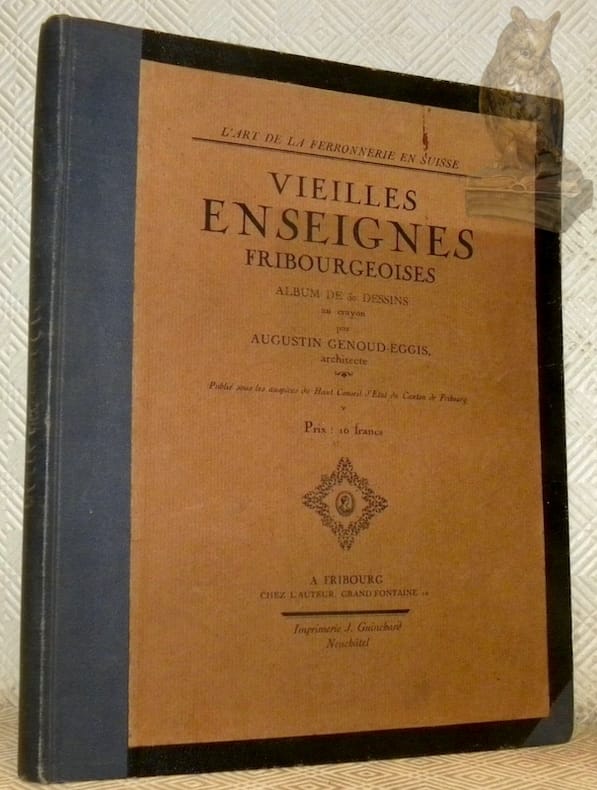 L'ART DE LA FERRONNERIE EN SUISSE
VIEILLES
ENSEIGNES
FRIBOURGEOISES
ALBUM DE 50 DESSINS
au crayon
par
AUGUSTIN GENOUD-EGGIS,
architecte
Publié sous les auspices du Haut Conseil d'Etat du Canton de Fribourg
Prix : 10 francs
A FRIBOURG
CHEZ L'AUTEUR, GRAND'FONTAINE
Imprimerie J. Guinchard
Neuchâtel